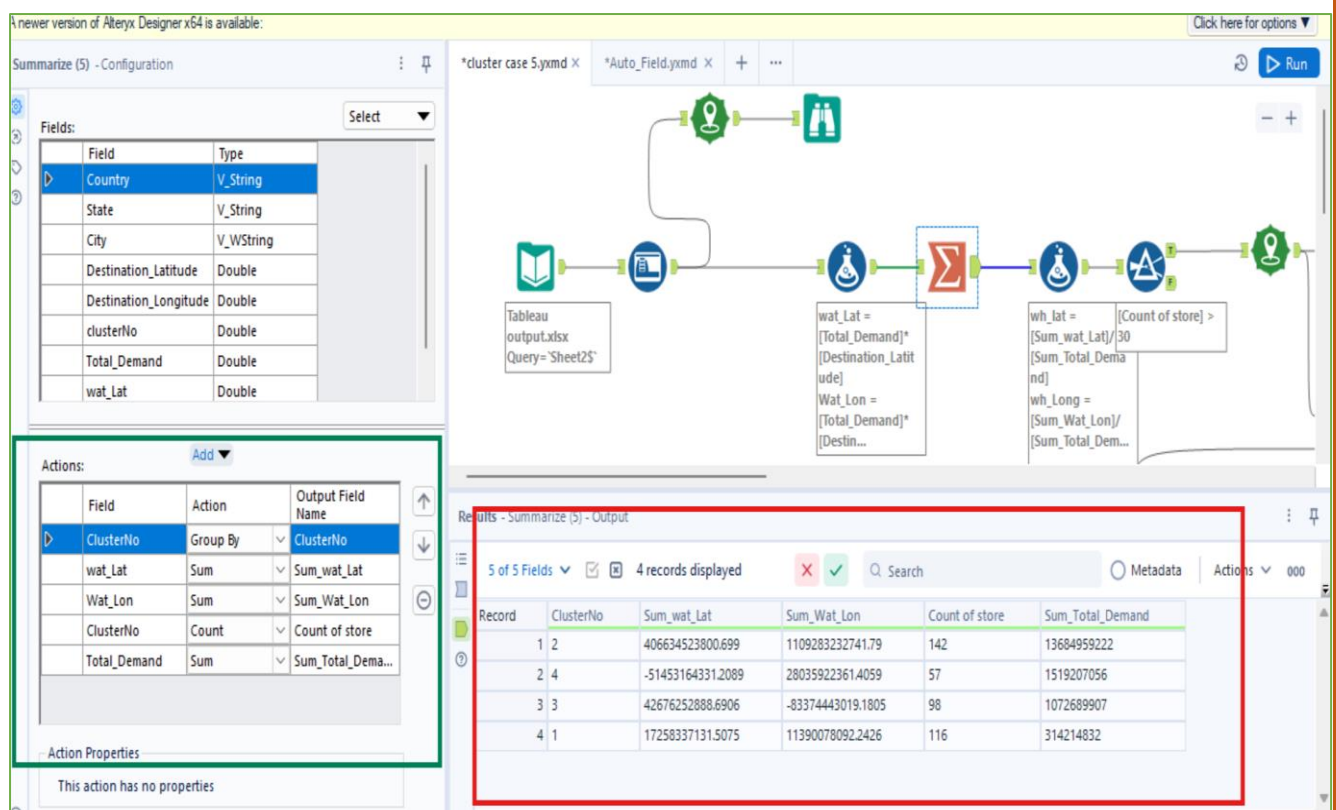 A newer version of Alteryx Designer x64 is available:
Click here for options ▼
Summarize (5) - Configuration
Select
Fields:
Field Type
Country V_String
State V_String
City V_WString
Destination_Latitude Double
Destination_Longitude Double
clusterNo Double
Total_Demand Double
wat_Lat Double
Add ▼
Actions:
Field Action Output Field
Name
ClusterNo Group By ClusterNo
wat_Lat Sum Sum_wat_Lat
Wat_Lon Sum Sum_Wat_Lon
ClusterNo Count Count of store
Total_Demand Sum Sum_Total_Dema...
Action Properties
This action has no properties
*cluster case 5.yxmd × *Auto_Field.yxmd × + ...
Run
Tableau
output.xlsx
Query=`Sheet2$`
wat_Lat =
[Total_Demand]*
[Destination_Latit
ude]
Wat_Lon =
[Total_Demand]*
[Destin...
wh_lat =
[Sum_wat_Lat]/
[Sum_Total_Dema
nd]
wh_Long =
[Sum_Wat_Lon]/
[Sum_Total_Dem...
[Count of store] >
30
T
F
Results - Summarize (5) - Output
5 of 5 Fields 4 records displayed Search Metadata Actions 000
Record ClusterNo Sum_wat_Lat Sum_Wat_Lon Count of store Sum_Total_Demand
1 2 406634523800.699 1109283232741.79 142 13684959222
2 4 -51453164331.2089 28035922361.4059 57 1519207056
3 3 42676252888.6906 -83374443019.1805 98 1072689907
4 1 17258337131.5075 11390078092.2426 116 314214832